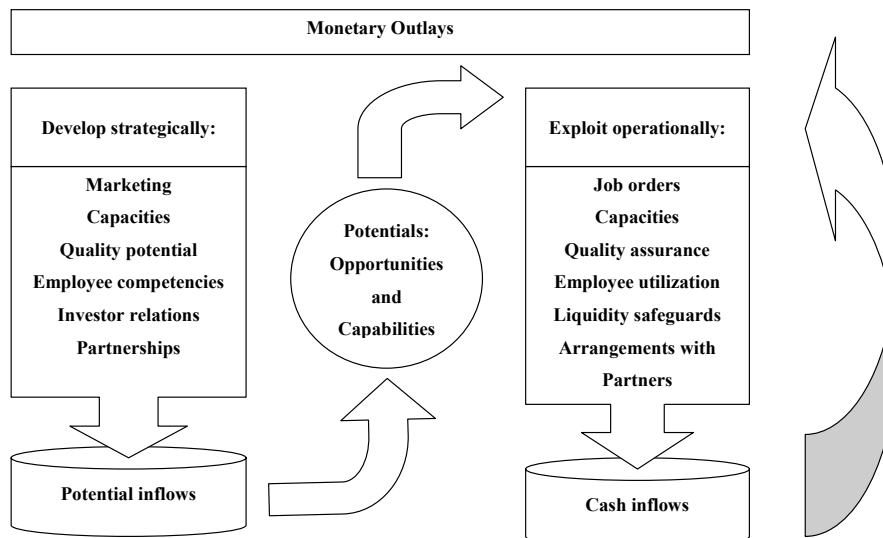 Monetary Outlays
Develop strategically:
Marketing
Capacities
Quality potential
Employee competencies
Investor relations
Partnerships
Potential inflows
Potentials:
Opportunities
and
Capabilities
Exploit operationally:
Job orders
Capacities
Quality assurance
Employee utilization
Liquidity safeguards
Arrangements with
Partners
Cash inflows